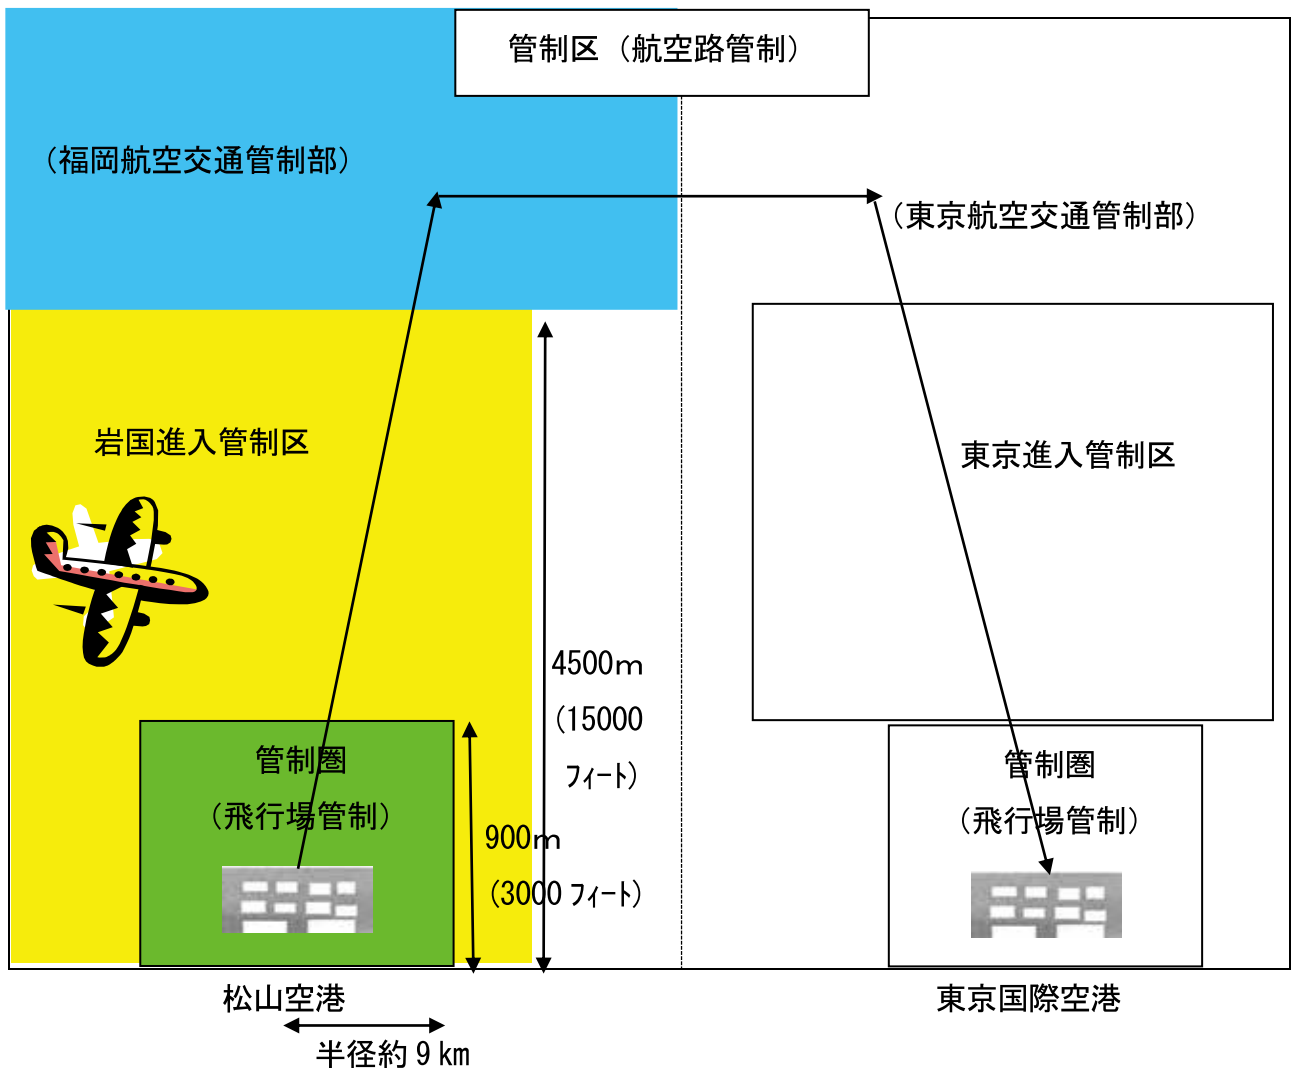 管制区（航空路管制）
（福岡航空交通管制部）
（東京航空交通管制部）
岩国進入管制区
東京進入管制区
4500ｍ
（15000
フィート）
管制圏
（飛行場管制）
900ｍ
（3000 フィート）
管制圏
（飛行場管制）
松山空港
東京国際空港
半径約 9 km